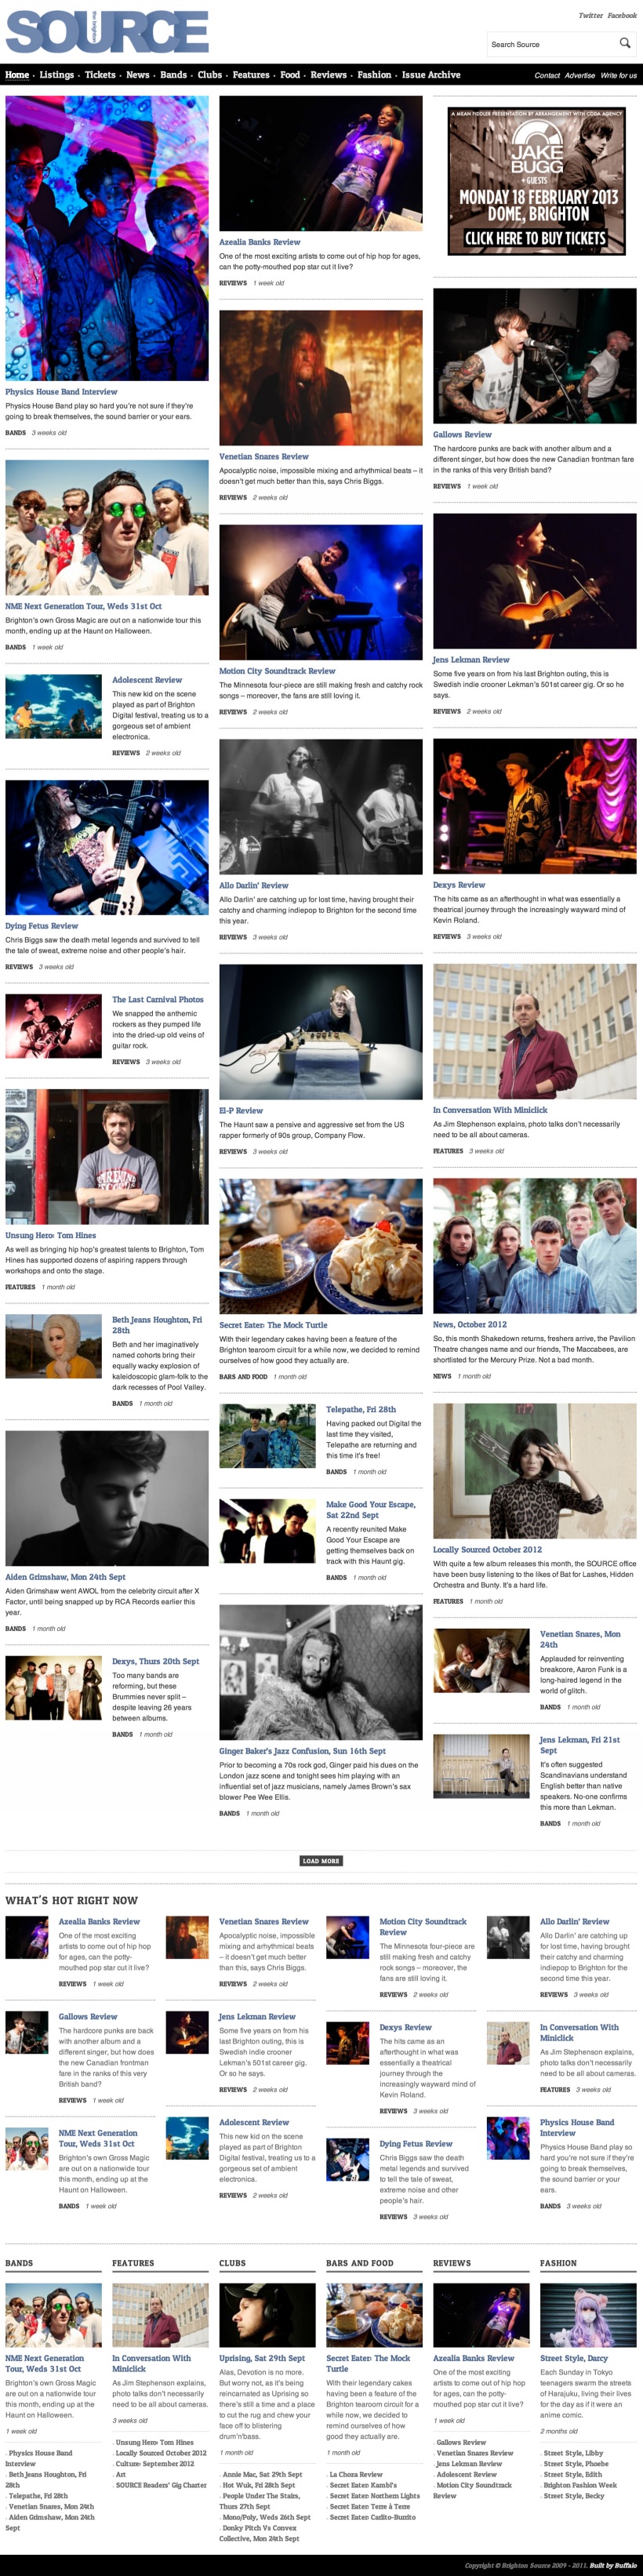 SOURCE
the brighton
Twitter Facebook
Search Source
Home · Listings · Tickets · News · Bands · Clubs · Features · Food · Reviews · Fashion · Issue Archive
Contact Advertise Write for us
Physics House Band Interview
Physics House Band play so hard you're not sure if they're
going to break themselves, the sound barrier or your ears.
BANDS 3 weeks old
NME Next Generation Tour, Weds 31st Oct
Brighton's own Gross Magic are out on a nationwide tour this
month, ending up at the Haunt on Halloween.
BANDS 1 week old
Adolescent Review
This new kid on the scene
played as part of Brighton
Digital festival, treating us to a
gorgeous set of ambient
electronica.
REVIEWS 2 weeks old
Dying Fetus Review
Chris Biggs saw the death metal legends and survived to tell
the tale of sweat, extreme noise and other people's hair.
REVIEWS 3 weeks old
The Last Carnival Photos
We snapped the anthemic
rockers as they pumped life
into the dried-up old veins of
guitar rock.
REVIEWS 3 weeks old
Unsung Hero: Tom Hines
As well as bringing hip hop's greatest talents to Brighton, Tom
Hines has supported dozens of aspiring rappers through
workshops and onto the stage.
FEATURES 1 month old
Beth Jeans Houghton, Fri
28th
Beth and her imaginatively
named cohorts bring their
equally wacky explosion of
kaleidoscopic glam-folk to the
dark recesses of Pool Valley.
BANDS 1 month old
Aiden Grimshaw, Mon 24th Sept
Aiden Grimshaw went AWOL from the celebrity circuit after X
Factor, until being snapped up by RCA Records earlier this
year.
BANDS 1 month old
Dexys, Thurs 20th Sept
Too many bands are
reforming, but these
Brummies never split –
despite leaving 26 years
between albums.
BANDS 1 month old
Azealia Banks Review
One of the most exciting artists to come out of hip hop for ages,
can the potty-mouthed pop star cut it live?
REVIEWS 1 week old
Venetian Snares Review
Apocalyptic noise, impossible mixing and arhythmical beats – it
doesn't get much better than this, says Chris Biggs.
REVIEWS 2 weeks old
Motion City Soundtrack Review
The Minnesota four-piece are still making fresh and catchy rock
songs – moreover, the fans are still loving it.
REVIEWS 2 weeks old
Allo Darlin' Review
Allo Darlin' are catching up for lost time, having brought their
catchy and charming indiepop to Brighton for the second time
this year.
REVIEWS 3 weeks old
El-P Review
The Haunt saw a pensive and aggressive set from the US
rapper formerly of 90s group, Company Flow.
REVIEWS 3 weeks old
Secret Eater: The Mock Turtle
With their legendary cakes having been a feature of the
Brighton tearoom circuit for a while now, we decided to remind
ourselves of how good they actually are.
BARS AND FOOD 1 month old
Telepathe, Fri 28th
Having packed out Digital the
last time they visited,
Telepathe are returning and
this time it's free!
BANDS 1 month old
Make Good Your Escape,
Sat 22nd Sept
A recently reunited Make
Good Your Escape are
getting themselves back on
track with this Haunt gig.
BANDS 1 month old
Ginger Baker's Jazz Confusion, Sun 16th Sept
Prior to becoming a 70s rock god, Ginger paid his dues on the
London jazz scene and tonight sees him playing with an
influential set of jazz musicians, namely James Brown's sax
blower Pee Wee Ellis.
BANDS 1 month old
A MEAN FIDDLER PRESENTATION BY ARRANGEMENT WITH CODA AGENCY
JAKE
BUGG
+ GUESTS
MONDAY 18 FEBRUARY 2013
DOME, BRIGHTON
CLICK HERE TO BUY TICKETS
Gallows Review
The hardcore punks are back with another album and a
different singer, but how does the new Canadian frontman fare
in the ranks of this very British band?
REVIEWS 1 week old
Jens Lekman Review
Some five years on from his last Brighton outing, this is
Swedish indie crooner Lekman's 501st career gig. Or so he
says.
REVIEWS 2 weeks old
Dexys Review
The hits came as an afterthought in what was essentially a
theatrical journey through the increasingly wayward mind of
Kevin Roland.
REVIEWS 3 weeks old
In Conversation With Miniclick
As Jim Stephenson explains, photo talks don't necessarily
need to be all about cameras.
FEATURES 3 weeks old
News, October 2012
So, this month Shakedown returns, freshers arrive, the Pavilion
Theatre changes name and our friends, The Maccabees, are
shortlisted for the Mercury Prize. Not a bad month.
NEWS 1 month old
Locally Sourced October 2012
With quite a few album releases this month, the SOURCE office
have been busy listening to the likes of Bat for Lashes, Hidden
Orchestra and Bunty. It's a hard life.
FEATURES 1 month old
Venetian Snares, Mon
24th
Applauded for reinventing
breakcore, Aaron Funk is a
long-haired legend in the
world of glitch.
BANDS 1 month old
Jens Lekman, Fri 21st
Sept
It's often suggested
Scandinavians understand
English better than native
speakers. No-one confirms
this more than Lekman.
BANDS 1 month old
LOAD MORE
WHAT'S HOT RIGHT NOW
Azealia Banks Review
One of the most exciting
artists to come out of hip hop
for ages, can the potty-
mouthed pop star cut it live?
REVIEWS 1 week old
Venetian Snares Review
Apocalyptic noise, impossible
mixing and arhythmical beats
– it doesn't get much better
than this, says Chris Biggs.
REVIEWS 2 weeks old
Motion City Soundtrack
Review
The Minnesota four-piece are
still making fresh and catchy
rock songs – moreover, the
fans are still loving it.
REVIEWS 2 weeks old
Allo Darlin' Review
Allo Darlin' are catching up
for lost time, having brought
their catchy and charming
indiepop to Brighton for the
second time this year.
REVIEWS 3 weeks old
Gallows Review
The hardcore punks are back
with another album and a
different singer, but how does
the new Canadian frontman
fare in the ranks of this very
British band?
REVIEWS 1 week old
Jens Lekman Review
Some five years on from his
last Brighton outing, this is
Swedish indie crooner
Lekman's 501st career gig.
Or so he says.
REVIEWS 2 weeks old
Dexys Review
The hits came as an
afterthought in what was
essentially a theatrical
journey through the
increasingly wayward mind of
Kevin Roland.
REVIEWS 3 weeks old
In Conversation With
Miniclick
As Jim Stephenson explains,
photo talks don't necessarily
need to be all about cameras.
FEATURES 3 weeks old
NME Next Generation
Tour, Weds 31st Oct
Brighton's own Gross Magic
are out on a nationwide tour
this month, ending up at the
Haunt on Halloween.
BANDS 1 week old
Adolescent Review
This new kid on the scene
played as part of Brighton
Digital festival, treating us to a
gorgeous set of ambient
electronica.
REVIEWS 2 weeks old
Dying Fetus Review
Chris Biggs saw the death
metal legends and survived
to tell the tale of sweat,
extreme noise and other
people's hair.
REVIEWS 3 weeks old
Physics House Band
Interview
Physics House Band play so
hard you're not sure if they're
going to break themselves,
the sound barrier or your
ears.
BANDS 3 weeks old
BANDS
NME Next Generation
Tour, Weds 31st Oct
Brighton's own Gross Magic
are out on a nationwide tour
this month, ending up at the
Haunt on Halloween.
1 week old
Physics House Band
Interview
Beth Jeans Houghton, Fri
28th
Telepathe, Fri 28th
Venetian Snares, Mon 24th
Aiden Grimshaw, Mon 24th
Sept
FEATURES
In Conversation With
Miniclick
As Jim Stephenson explains,
photo talks don't necessarily
need to be all about cameras.
3 weeks old
Unsung Hero: Tom Hines
Locally Sourced October 2012
Culture: September 2012
Art
SOURCE Readers' Gig Charter
CLUBS
Uprising, Sat 29th Sept
Alas, Devotion is no more.
But worry not, as it's being
reincarnated as Uprising so
there's still a time and a place
to cut the rug and chew your
face off to blistering
drum'n'bass.
1 month old
Annie Mac, Sat 29th Sept
Hot Wuk, Fri 28th Sept
People Under The Stairs,
Thurs 27th Sept
Mono/Poly, Weds 26th Sept
Donky Pitch Vs Convex
Collective, Mon 24th Sept
BARS AND FOOD
Secret Eater: The Mock
Turtle
With their legendary cakes
having been a feature of the
Brighton tearoom circuit for a
while now, we decided to
remind ourselves of how
good they actually are.
1 month old
La Choza Review
Secret Eater: Kambi's
Secret Eater: Northern Lights
Secret Eater: Terre à Terre
Secret Eater: Carlito-Burrito
REVIEWS
Azealia Banks Review
One of the most exciting
artists to come out of hip hop
for ages, can the potty-
mouthed pop star cut it live?
1 week old
Gallows Review
Venetian Snares Review
Jens Lekman Review
Adolescent Review
Motion City Soundtrack
Review
FASHION
Street Style, Darcy
Each Sunday in Tokyo
teenagers swarm the streets
of Harajuku, living their lives
for the day as if it were an
anime comic.
2 months old
Street Style, Libby
Street Style, Phoebe
Street Style, Edith
Brighton Fashion Week
Street Style, Becky
Copyright © Brighton Source 2009 - 2011. Built by Buffalo